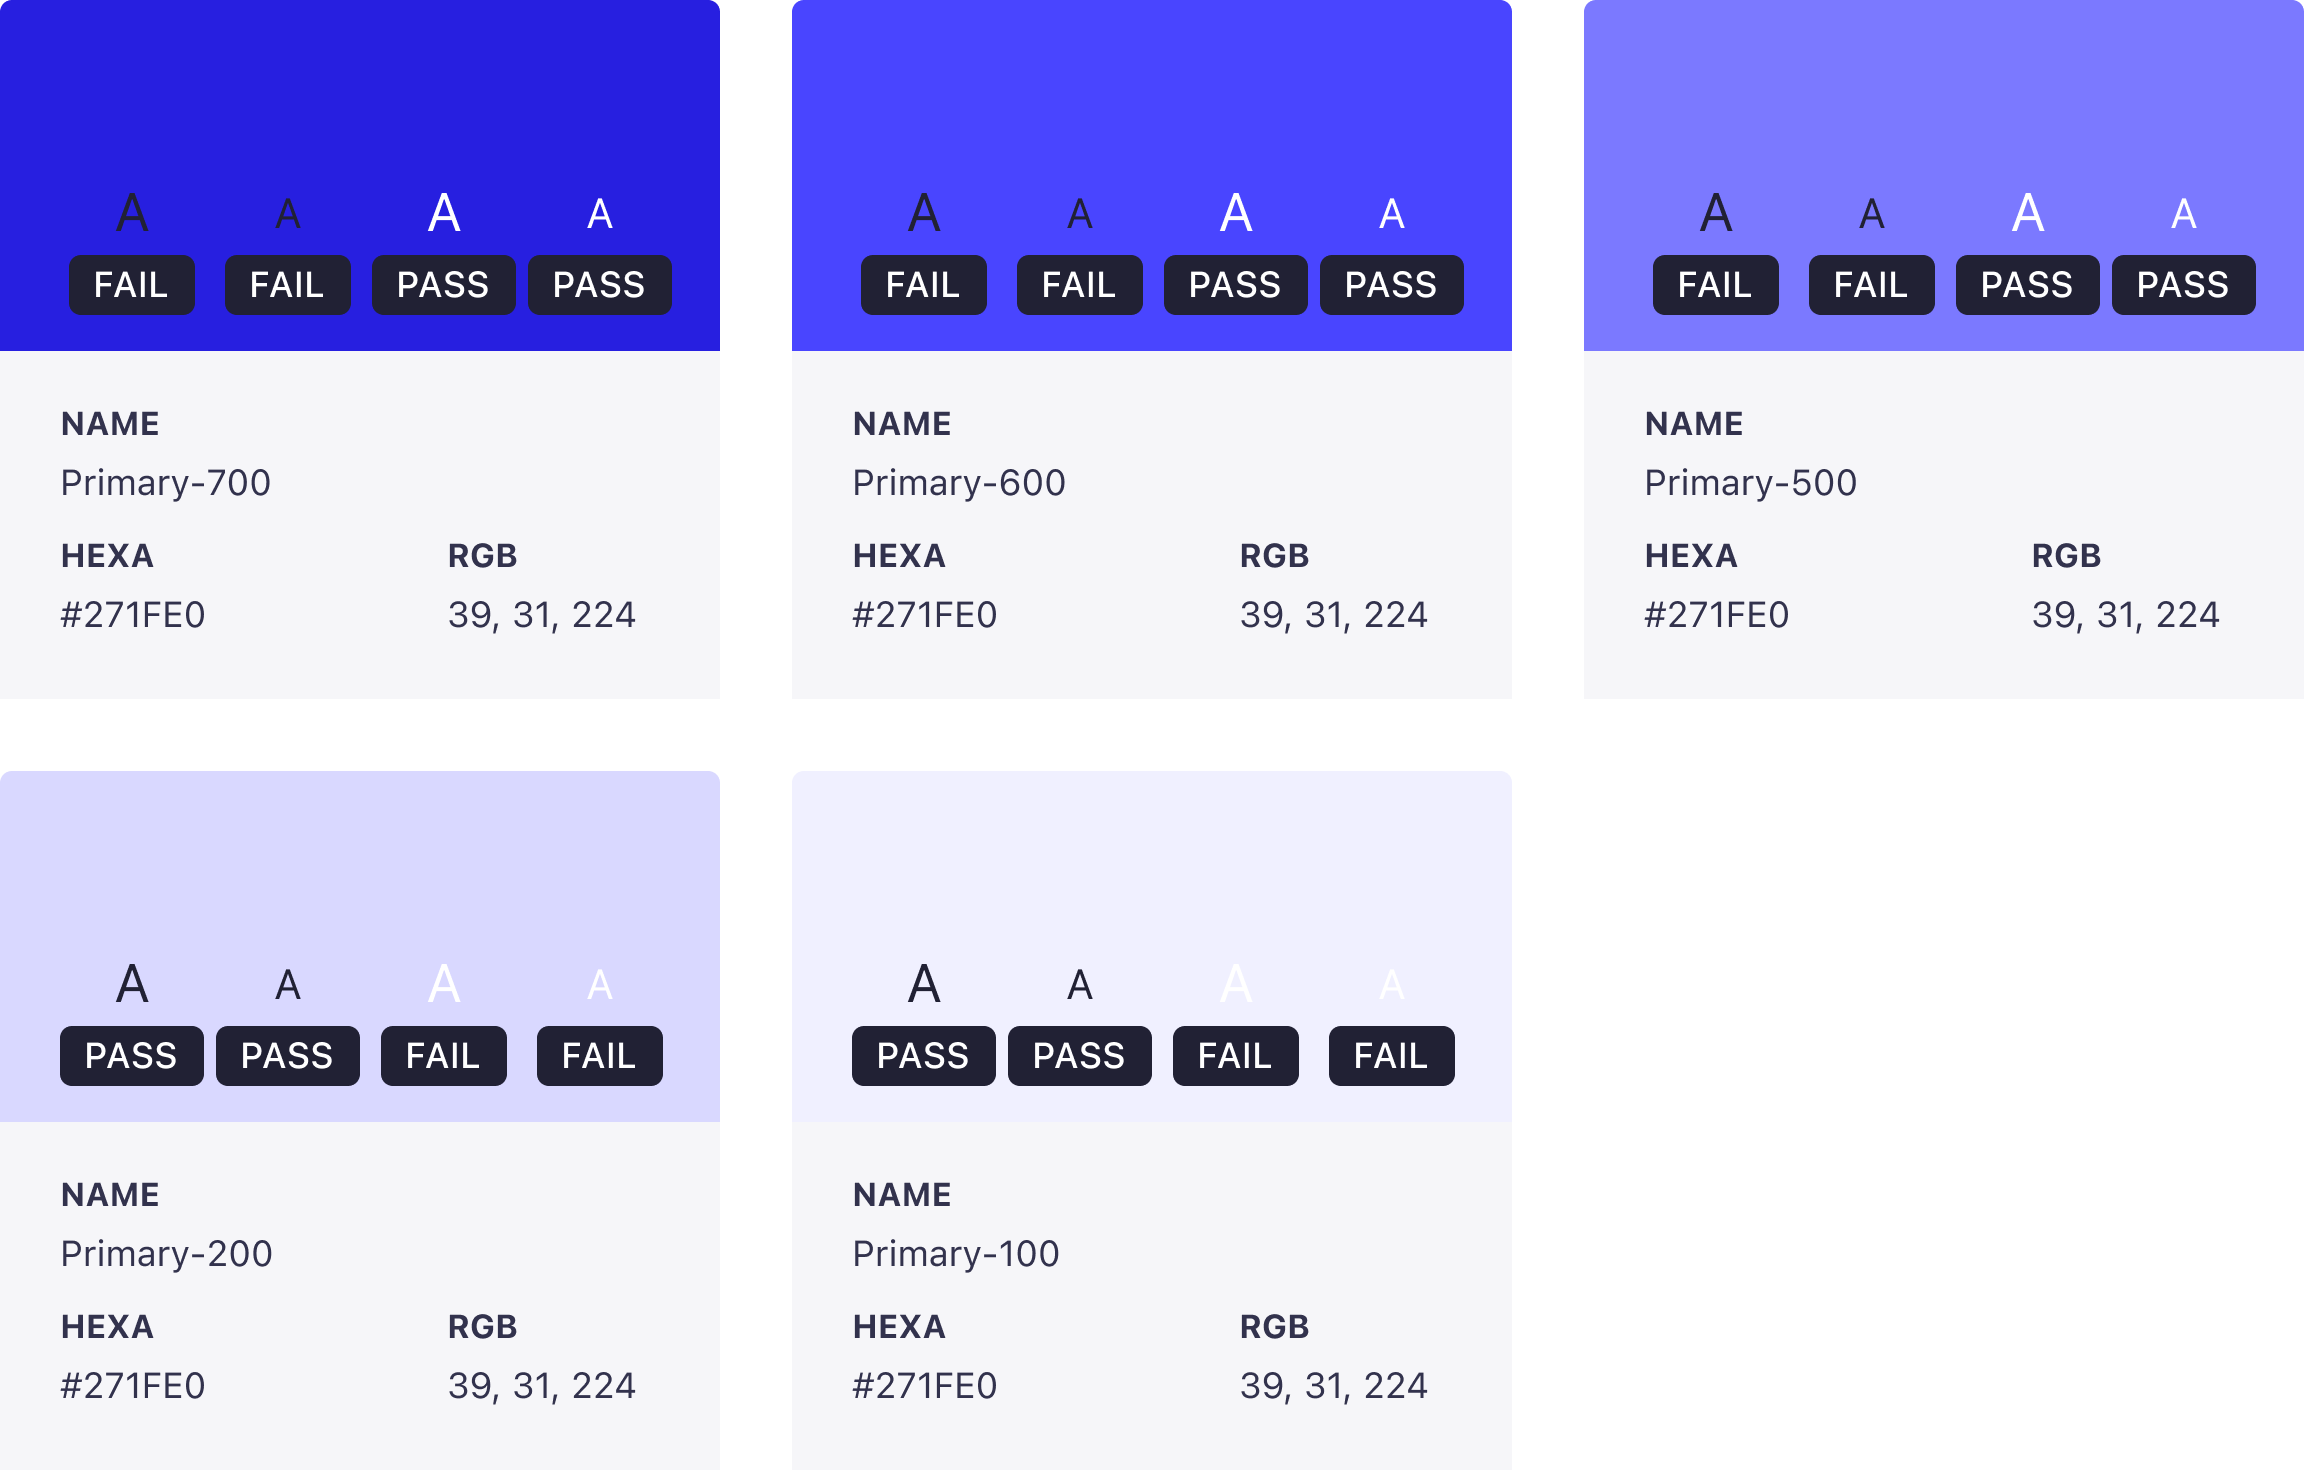 A A A A
FAIL FAIL PASS PASS
NAME
Primary-700
HEXA RGB
#271FE0 39, 31, 224
A A A A
FAIL FAIL PASS PASS
NAME
Primary-600
HEXA RGB
#271FE0 39, 31, 224
A A A A
FAIL FAIL PASS PASS
NAME
Primary-500
HEXA RGB
#271FE0 39, 31, 224
A A A A
PASS PASS FAIL FAIL
NAME
Primary-200
HEXA RGB
#271FE0 39, 31, 224
A A A A
PASS PASS FAIL FAIL
NAME
Primary-100
HEXA RGB
#271FE0 39, 31, 224